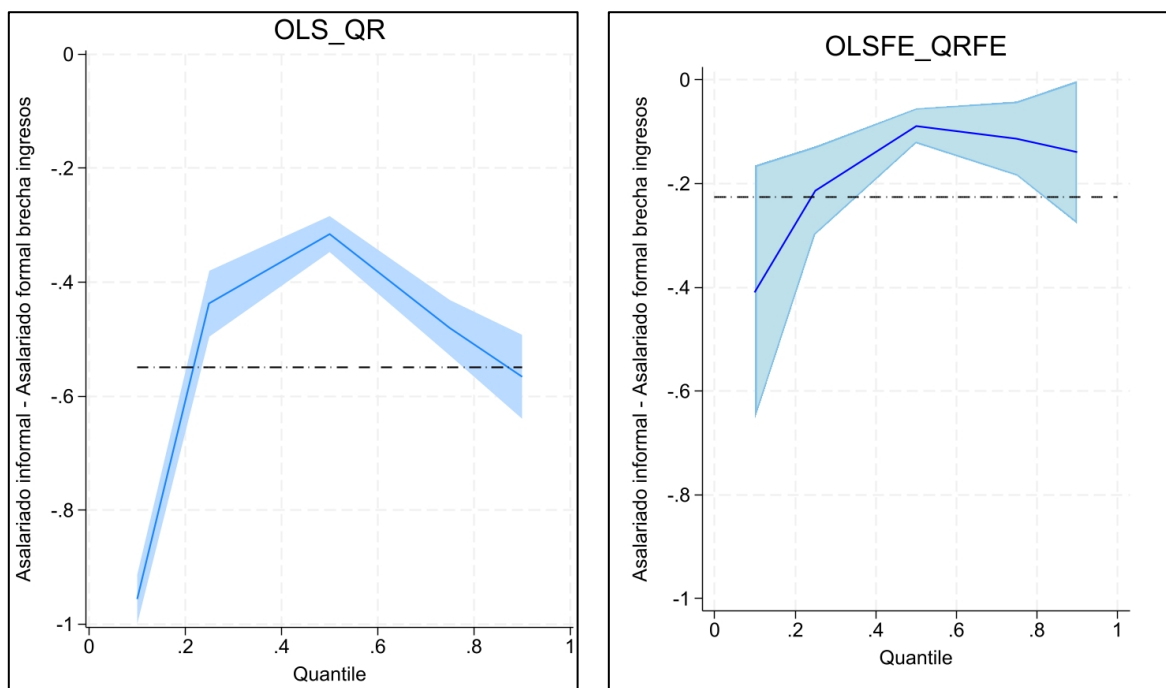 OLS_QR
Asalariado informal - Asalariado formal brecha ingresos
0
-.2
-.4
-.6
-.8
-1
0 .2 .4 .6 .8 1
Quantile
OLSFE_QRFE
Asalariado informal - Asalariado formal brecha ingresos
0
-.2
-.4
-.6
-.8
-1
0 .2 .4 .6 .8 1
Quantile